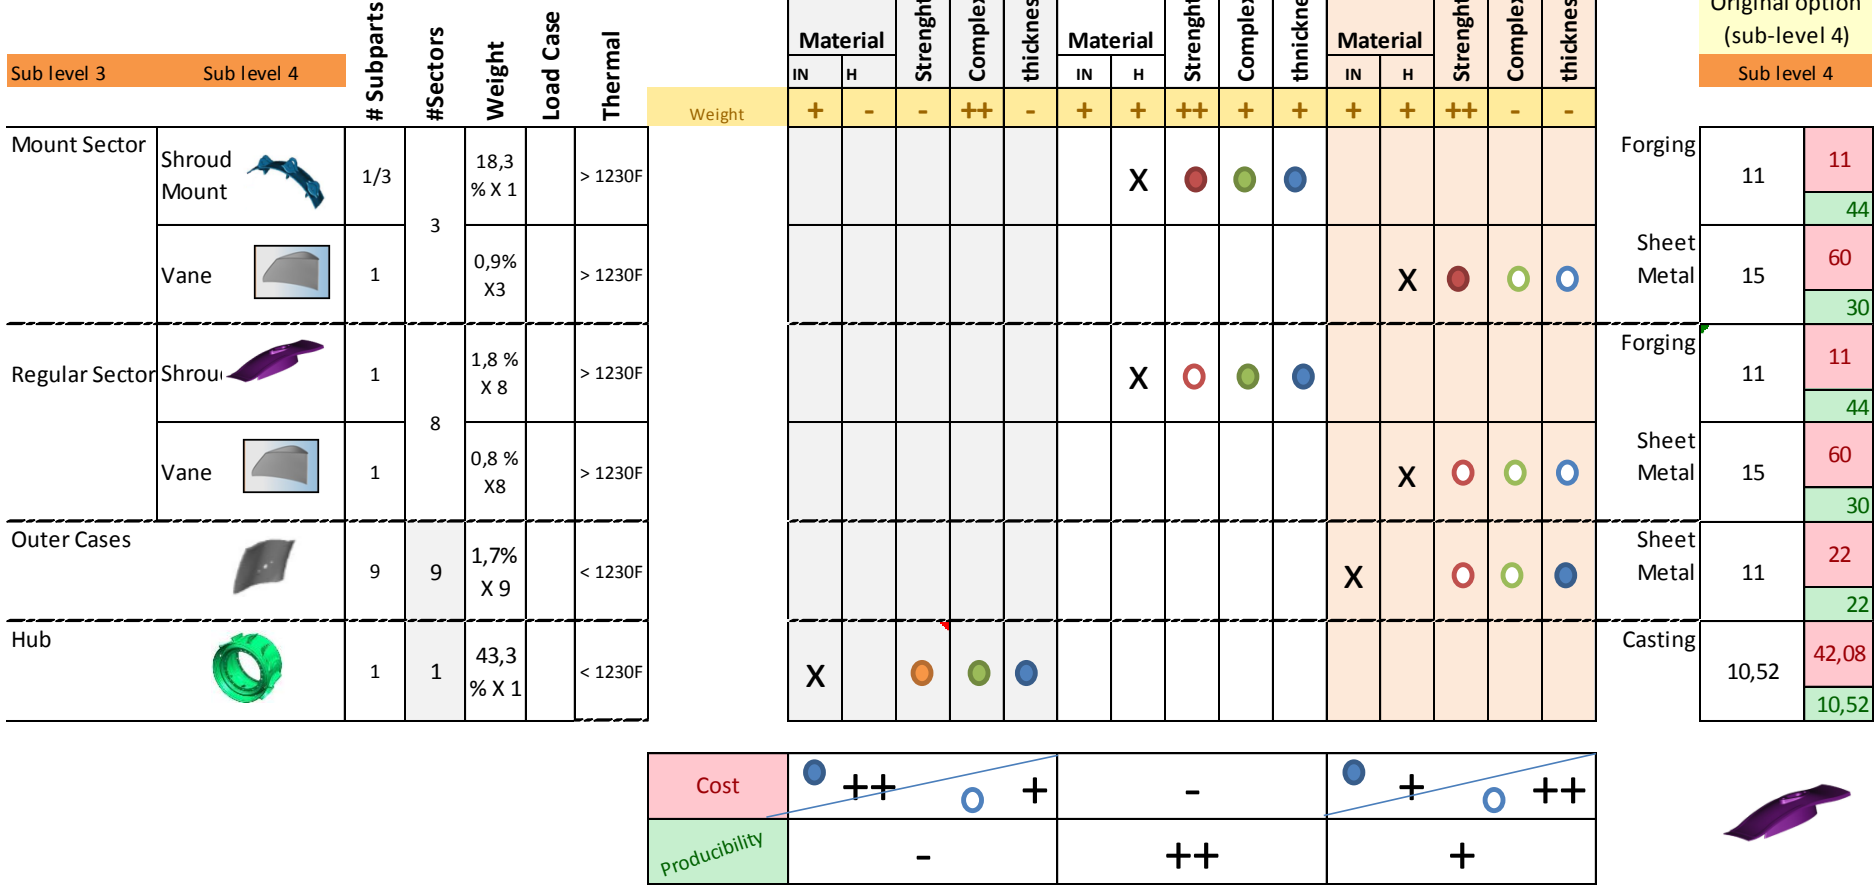 Original option
(sub-level 4)
Sub level 3 Sub level 4
# Subparts
#Sectors
Weight
Load Case
Thermal
Material
IN H
Strenght
Complex
thicknes
Material
IN H
Strenght
Complex
thnickne
Material
IN H
Strenght
Complex
thicknes
Sub level 4
Weight + - - ++ - + + ++ + + + + ++ - -
Mount Sector
Shroud
Mount
1/3
3
18,3
% X 1
> 1230F
X
Forging
11
11
44
Vane
1
0,9%
X3
> 1230F
X
Sheet
Metal
15
60
30
Regular Sector
Shrou
1
8
1,8 %
X 8
> 1230F
X
Forging
11
11
44
Vane
1
0,8 %
X8
> 1230F
X
Sheet
Metal
15
60
30
Outer Cases
9
9
1,7%
X 9
< 1230F
X
Sheet
Metal
11
22
22
Hub
1
1
43,3
% X 1
< 1230F
X
Casting
10,52
42,08
10,52
Cost ++ + - + ++
Producibility - ++ +